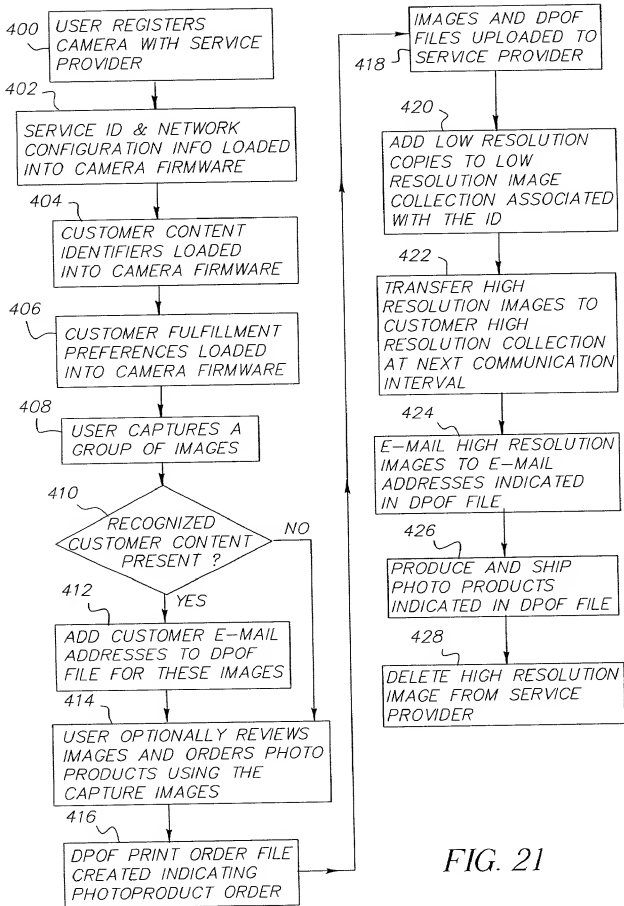 400
USER REGISTERS
CAMERA WITH SERVICE
PROVIDER
402
SERVICE ID & NETWORK
CONFIGURATION INFO LOADED
INTO CAMERA FIRMWARE
404
CUSTOMER CONTENT
IDENTIFIERS LOADED
INTO CAMERA FIRMWARE
406
CUSTOMER FULFILLMENT
PREFERENCES LOADED
INTO CAMERA FIRMWARE
408
USER CAPTURES A
GROUP OF IMAGES
410
RECOGNIZED
CUSTOMER CONTENT
PRESENT ?
NO
YES
412
ADD CUSTOMER E-MAIL
ADDRESSES TO DPOF
FILE FOR THESE IMAGES
414
USER OPTIONALLY REVIEWS
IMAGES AND ORDERS PHOTO
PRODUCTS USING THE
CAPTURE IMAGES
416
DPOF PRINT ORDER FILE
CREATED INDICATING
PHOTOPRODUCT ORDER
418
IMAGES AND DPOF
FILES UPLOADED TO
SERVICE PROVIDER
420
ADD LOW RESOLUTION
COPIES TO LOW
RESOLUTION IMAGE
COLLECTION ASSOCIATED
WITH THE ID
422
TRANSFER HIGH
RESOLUTION IMAGES TO
CUSTOMER HIGH
RESOLUTION COLLECTION
AT NEXT COMMUNICATION
INTERVAL
424
E-MAIL HIGH RESOLUTION
IMAGES TO E-MAIL
ADDRESSES INDICATED
IN DPOF FILE
426
PRODUCE AND SHIP
PHOTO PRODUCTS
INDICATED IN DPOF FILE
428
DELETE HIGH RESOLUTION
IMAGE FROM SERVICE
PROVIDER
FIG. 21